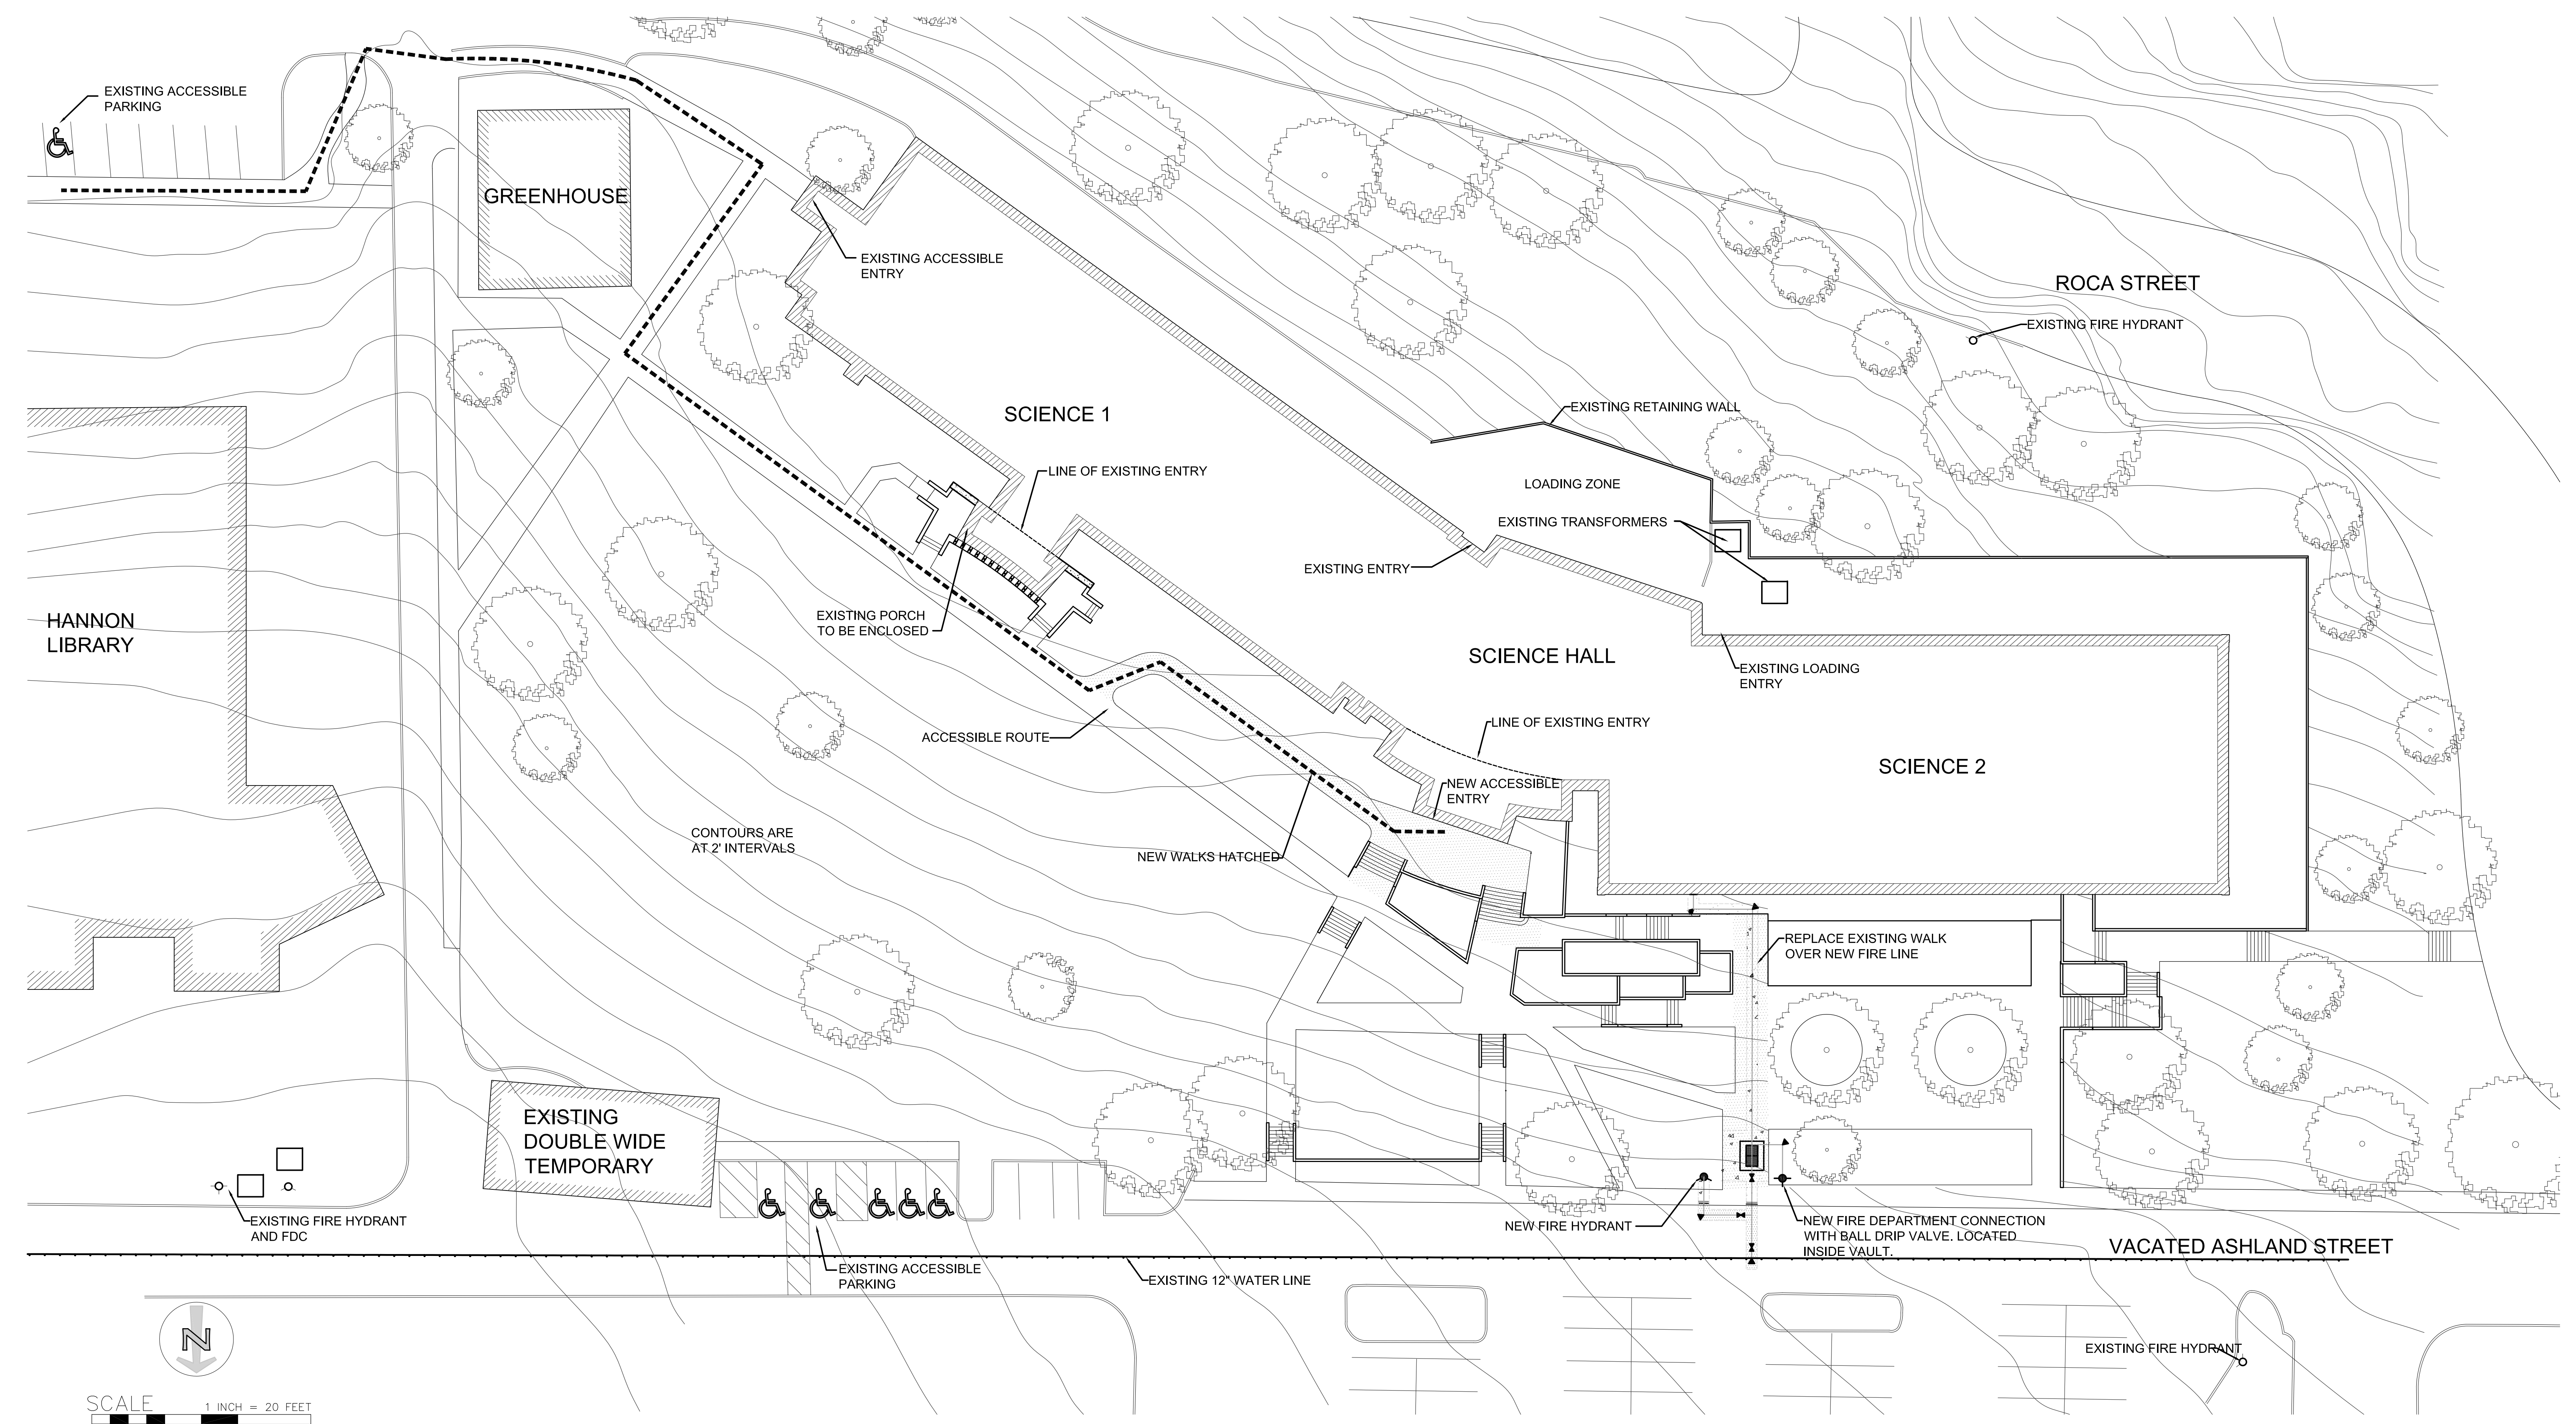 EXISTING ACCESSIBLE
PARKING
GREENHOUSE
EXISTING ACCESSIBLE
ENTRY
ROCA STREET
EXISTING FIRE HYDRANT
SCIENCE 1
EXISTING RETAINING WALL
LINE OF EXISTING ENTRY
LOADING ZONE
EXISTING TRANSFORMERS
EXISTING ENTRY
HANNON
LIBRARY
EXISTING PORCH
TO BE ENCLOSED
SCIENCE HALL
EXISTING LOADING
ENTRY
ACCESSIBLE ROUTE
LINE OF EXISTING ENTRY
SCIENCE 2
NEW ACCESSIBLE
ENTRY
CONTOURS ARE
AT 2' INTERVALS
NEW WALKS HATCHED
REPLACE EXISTING WALK
OVER NEW FIRE LINE
EXISTING
DOUBLE WIDE
TEMPORARY
EXISTING FIRE HYDRANT
AND FDC
NEW FIRE HYDRANT
NEW FIRE DEPARTMENT CONNECTION
WITH BALL DRIP VALVE. LOCATED
INSIDE VAULT.
VACATED ASHLAND STREET
EXISTING ACCESSIBLE
PARKING
EXISTING 12" WATER LINE
N
EXISTING FIRE HYDRANT
SCALE
1 INCH = 20 FEET